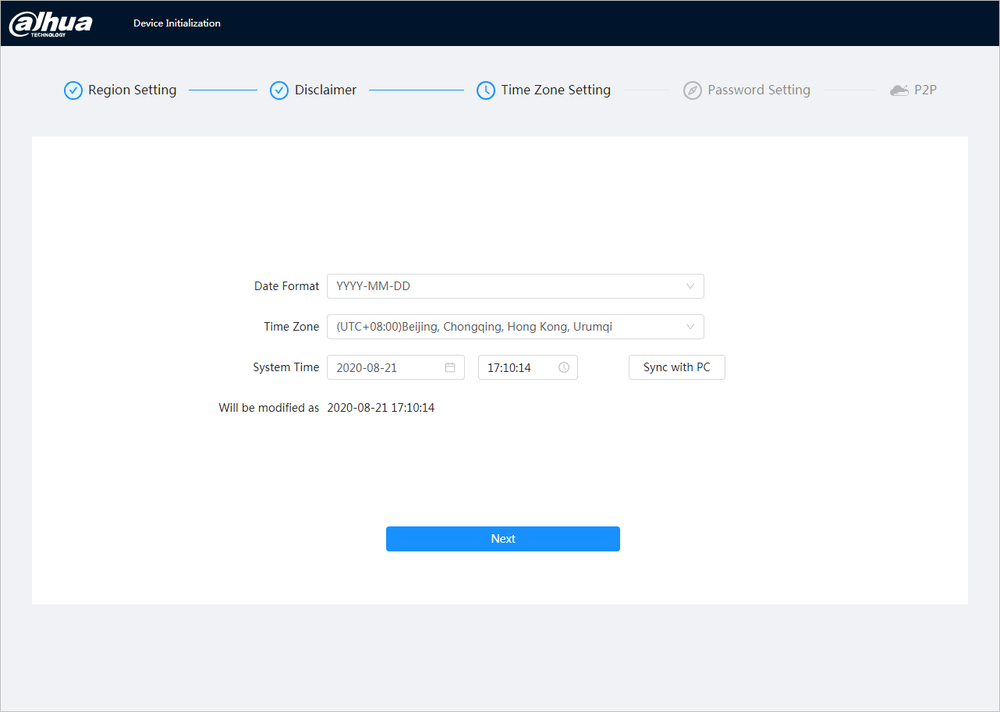 alhua
TECHNOLOGY
Device Initialization
Region Setting
Disclaimer
Time Zone Setting
Password Setting
P2P
Date Format YYYY-MM-DD
Time Zone (UTC+08:00)Beijing, Chongqing, Hong Kong, Urumqi
System Time 2020-08-21 17:10:14 Sync with PC
Will be modified as 2020-08-21 17:10:14
Next